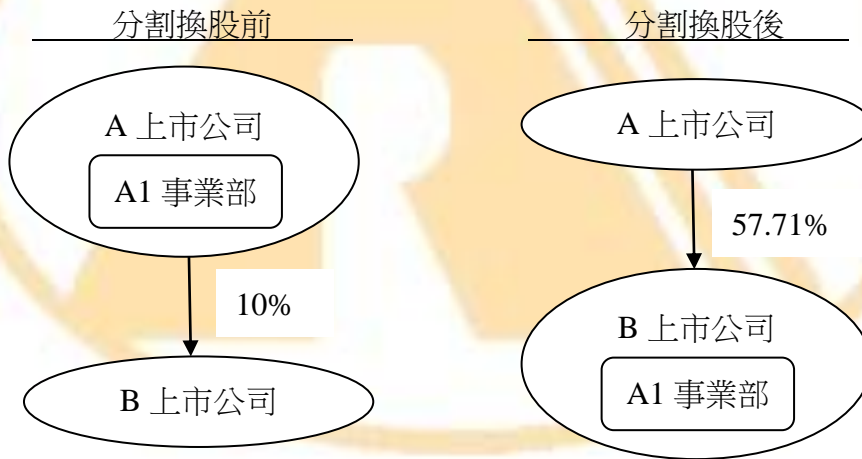 分割換股前
A 上市公司
A1 事業部
10%
B 上市公司
分割換股後
A 上市公司
57.71%
B 上市公司
A1 事業部